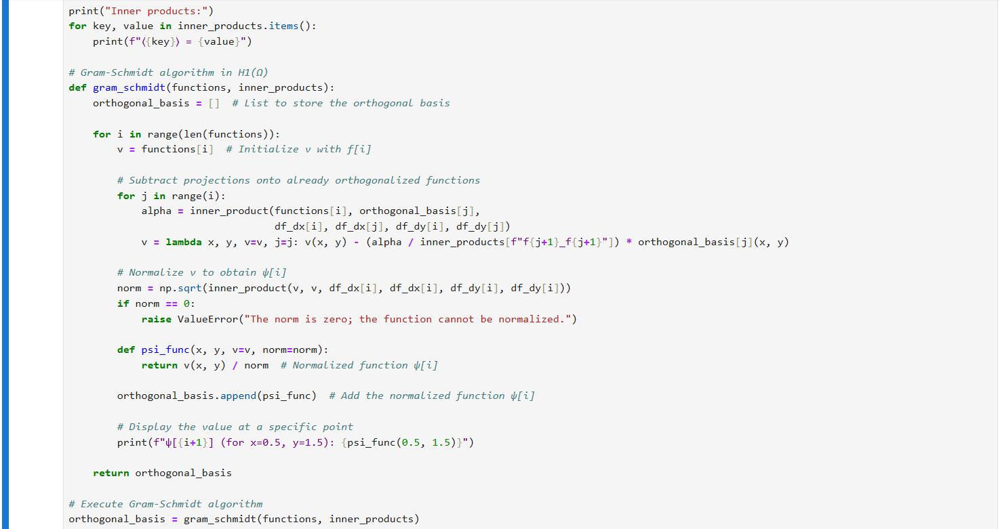 print("Inner products:")
for key, value in inner_products.items():
    print(f"⟨{key}⟩ = {value}")

# Gram-Schmidt algorithm in H1(Ω)
def gram_schmidt(functions, inner_products):
    orthogonal_basis = []  # List to store the orthogonal basis

    for i in range(len(functions)):
        v = functions[i]  # Initialize v with f[i]

        # Subtract projections onto already orthogonalized functions
        for j in range(i):
            alpha = inner_product(functions[i], orthogonal_basis[j],
                                  df_dx[i], df_dx[j], df_dy[i], df_dy[j])
            v = lambda x, y, v=v, j=j: v(x, y) - (alpha / inner_products[f"f{j+1}_f{j+1}"]) * orthogonal_basis[j](x, y)

        # Normalize v to obtain ψ[i]
        norm = np.sqrt(inner_product(v, v, df_dx[i], df_dx[i], df_dy[i], df_dy[i]))
        if norm == 0:
            raise ValueError("The norm is zero; the function cannot be normalized.")

        def psi_func(x, y, v=v, norm=norm):
            return v(x, y) / norm  # Normalized function ψ[i]

        orthogonal_basis.append(psi_func)  # Add the normalized function ψ[i]

        # Display the value at a specific point
        print(f"ψ[{i+1}] (for x=0.5, y=1.5): {psi_func(0.5, 1.5)}")

    return orthogonal_basis

# Execute Gram-Schmidt algorithm
orthogonal_basis = gram_schmidt(functions, inner_products)